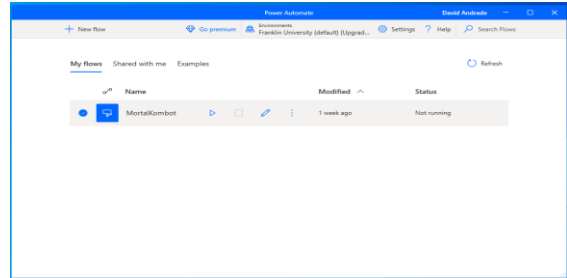 Power Automate
David Andrade
New flow
Go premium
Environments
Franklin University (default) (Upgrad...
Settings
Help
Search Flows
My flows Shared with me Examples
Refresh
Name Modified Status
MortalKombot 1 week ago Not running